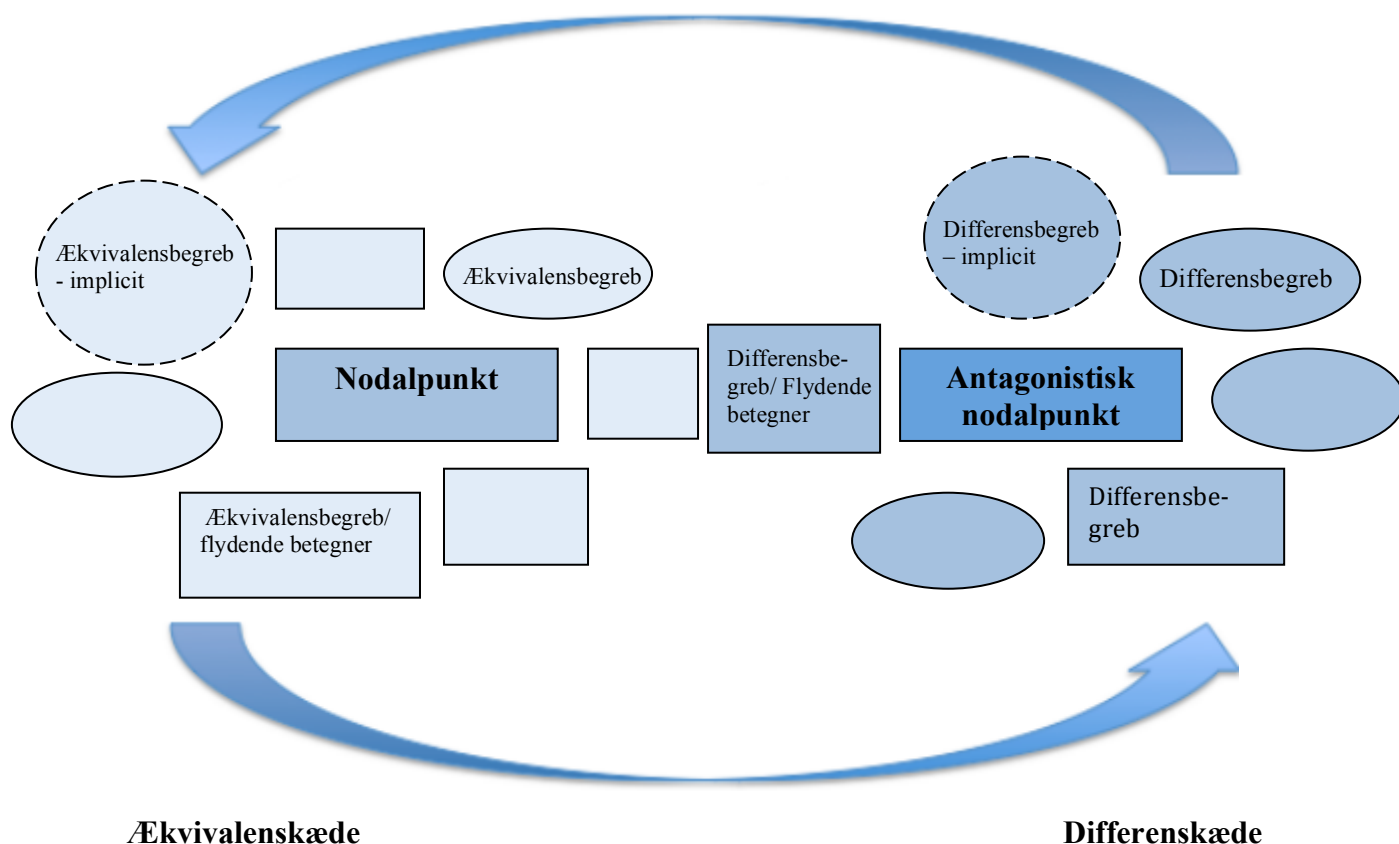 Ækvivalensbegreb
- implicit
Ækvivalensbegreb
Nodalpunkt
Ækvivalensbegreb/
flydende betegner
Differensbe-
greb/ Flydende
betegner
Differensbegreb
– implicit
Differensbegreb
Antagonistisk
nodalpunkt
Differensbe-
greb
Ækvivalenskæde
Differenskæde